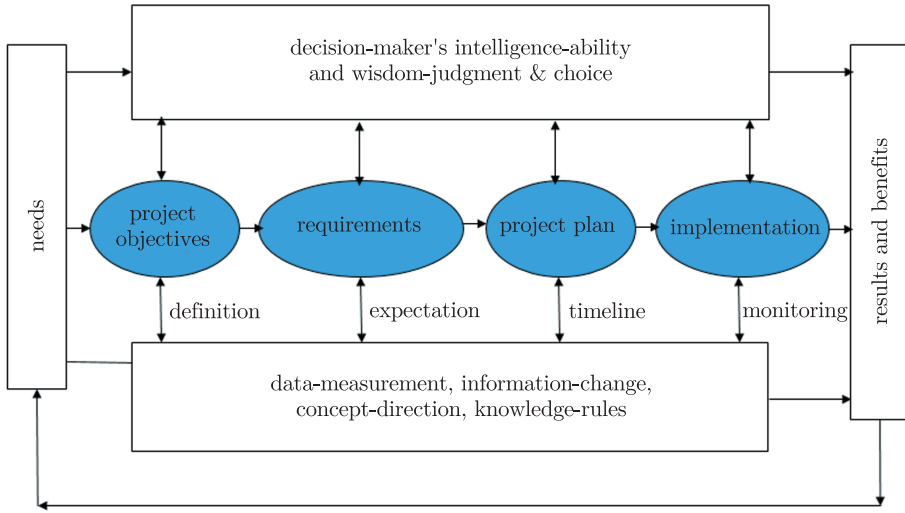 decision-maker's intelligence-ability
and wisdom-judgment & choice
needs
project
objectives
requirements
project plan
implementation
results and benefits
definition
expectation
timeline
monitoring
data-measurement, information-change,
concept-direction, knowledge-rules